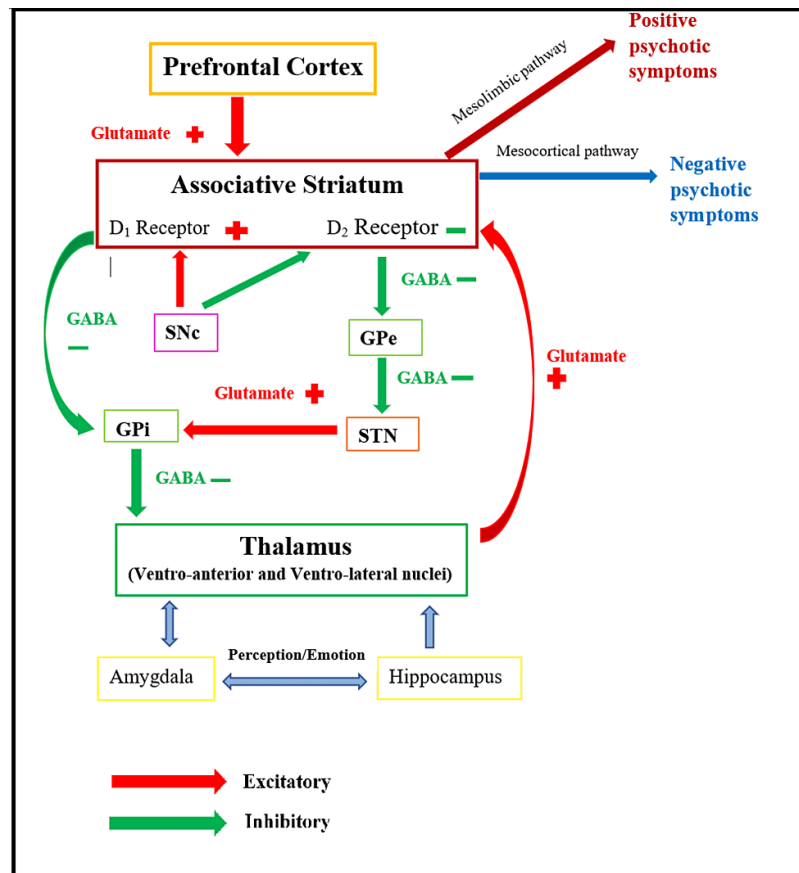 Positive
psychotic
symptoms
Mesolimbic pathway
Prefrontal Cortex
Glutamate +
Mesocortical pathway
Negative
psychotic
symptoms
Associative Striatum
D₁ Receptor +
D₂ Receptor –
GABA –
GABA
–
SNc
GPe
Glutamate
+
GABA –
Glutamate +
GPi
STN
GABA –
Thalamus
(Ventro-anterior and Ventro-lateral nuclei)
Perception/Emotion
Amygdala
Hippocampus
Excitatory
Inhibitory